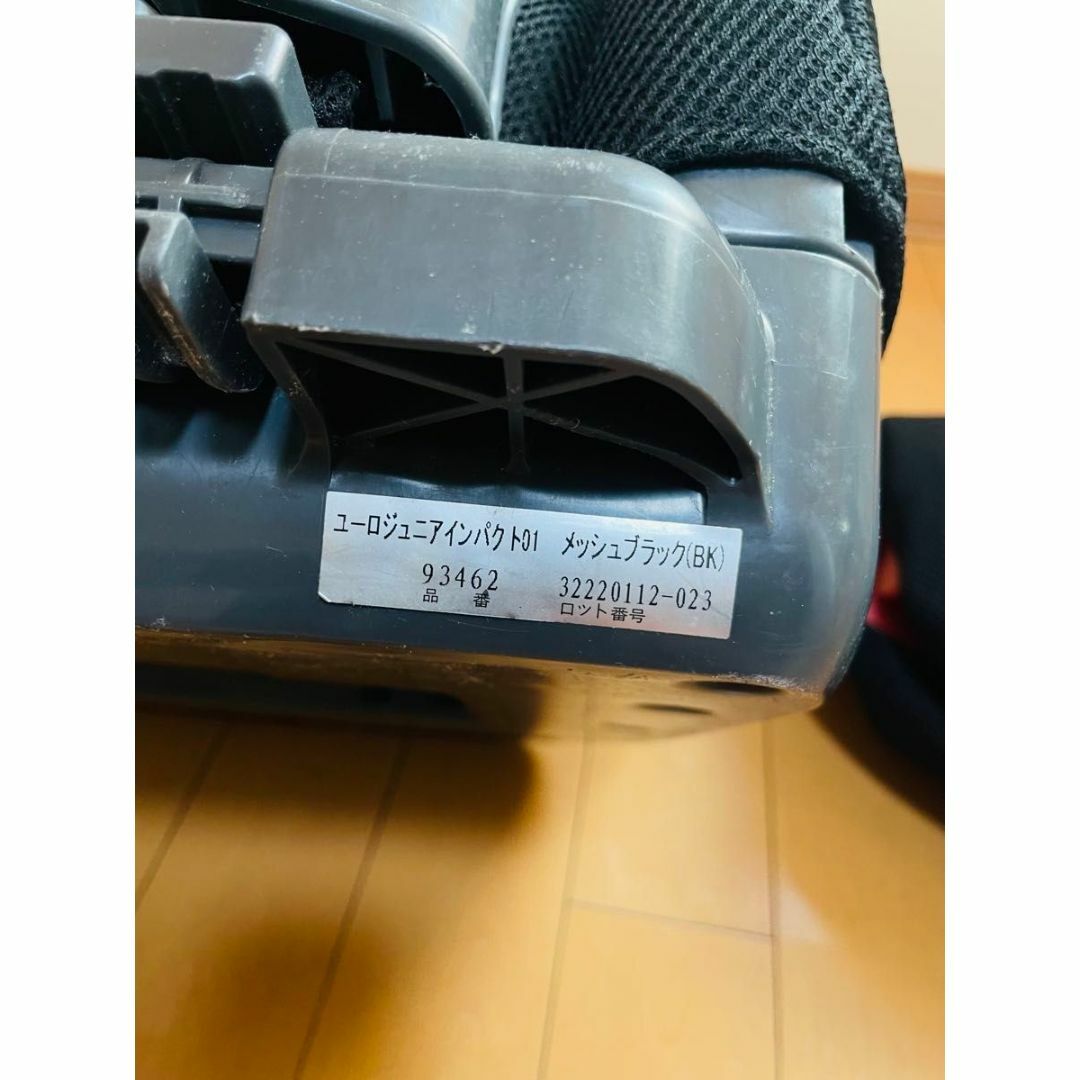 ユーロジュニアインパクト01 メッシュブラック(BK)
93462 32220112-023
品番 ロット番号